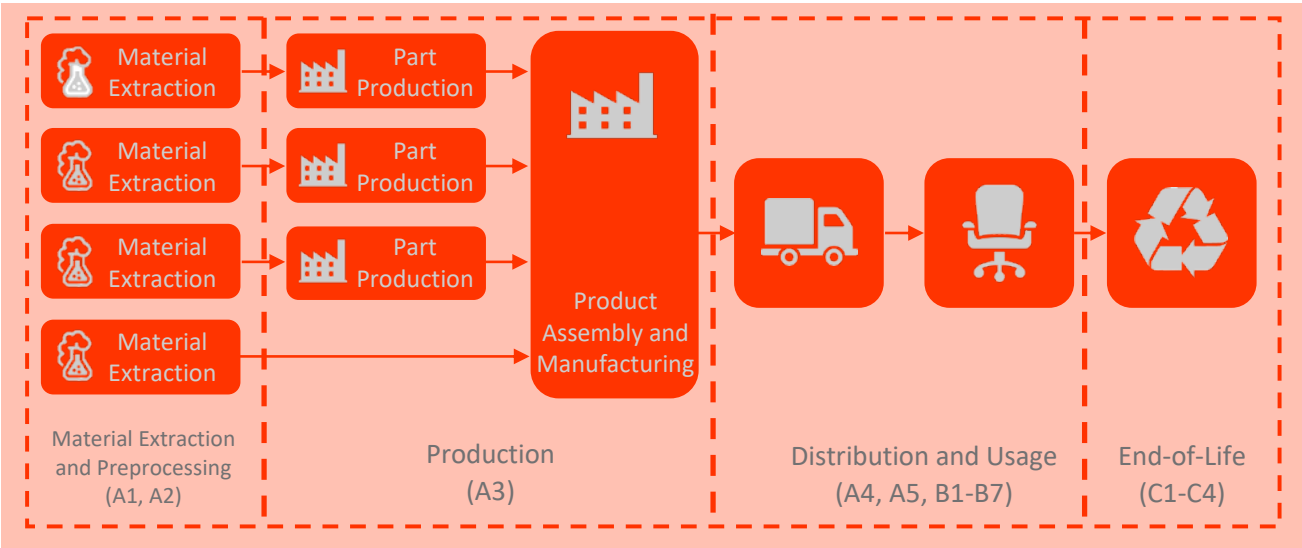 Material
Extraction
Part
Production
Material
Extraction
Part
Production
Material
Extraction
Part
Production
Material
Extraction
Product
Assembly and
Manufacturing
Material Extraction
and Preprocessing
(A1, A2)
Production
(A3)
Distribution and Usage
(A4, A5, B1-B7)
End-of-Life
(C1-C4)